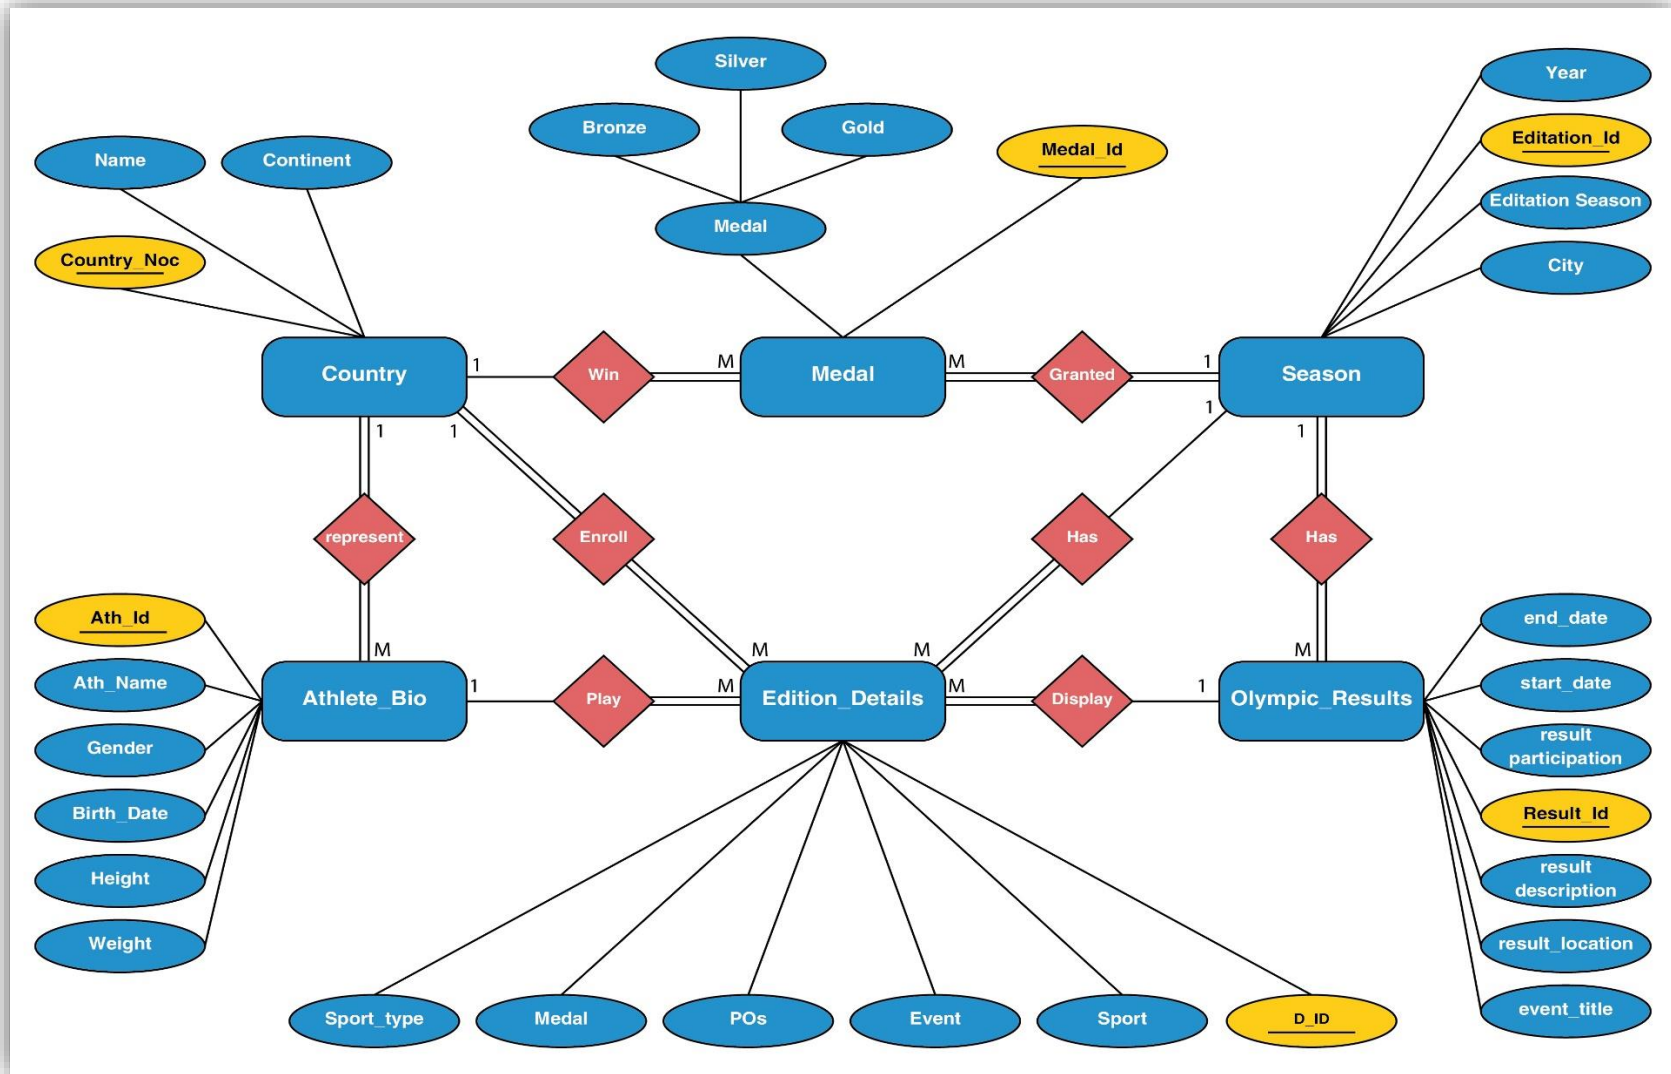 Silver
Year
Bronze
Gold
Editation_Id
Medal_Id
Name
Continent
Editation Season
Medal
Country_Noc
City
1
M
M
1
Country
Win
Medal
Granted
Season
1
1
1
1
represent
Enroll
Has
Has
Ath_Id
end_date
M
M
M
M
Ath_Name
1
M
M
1
start_date
Athlete_Bio
Play
Edition_Details
Display
Olympic_Results
Gender
result
participation
Birth_Date
Result_Id
Height
result
description
Weight
result_location
Sport_type
Medal
POs
Event
Sport
D_ID
event_title